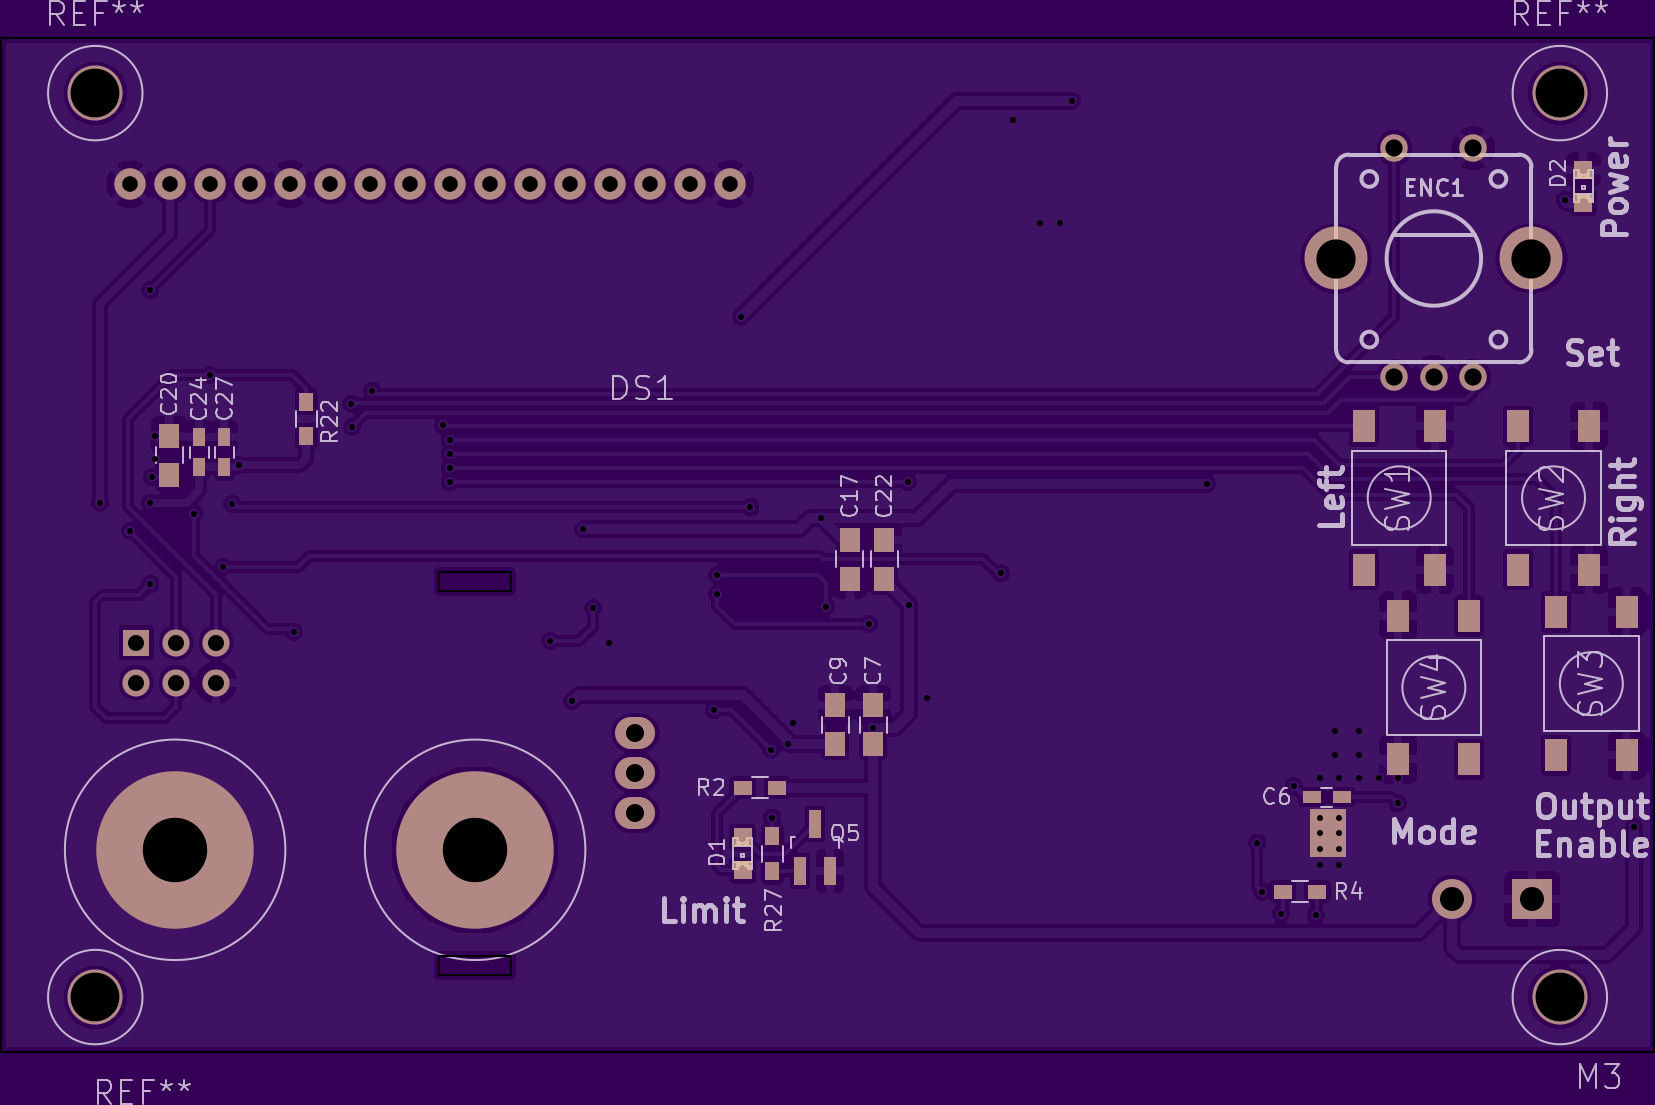 REF**
REF**
ENC1
D2
Power
Set
DS1
C20
C24
C27
R22
C17
C22
Left
SW1
SW2
Right
C9
C7
SW4
SW3
R2
C6
Output
Enable
Mode
D1
Q5
R27
Limit
R4
REF**
M3